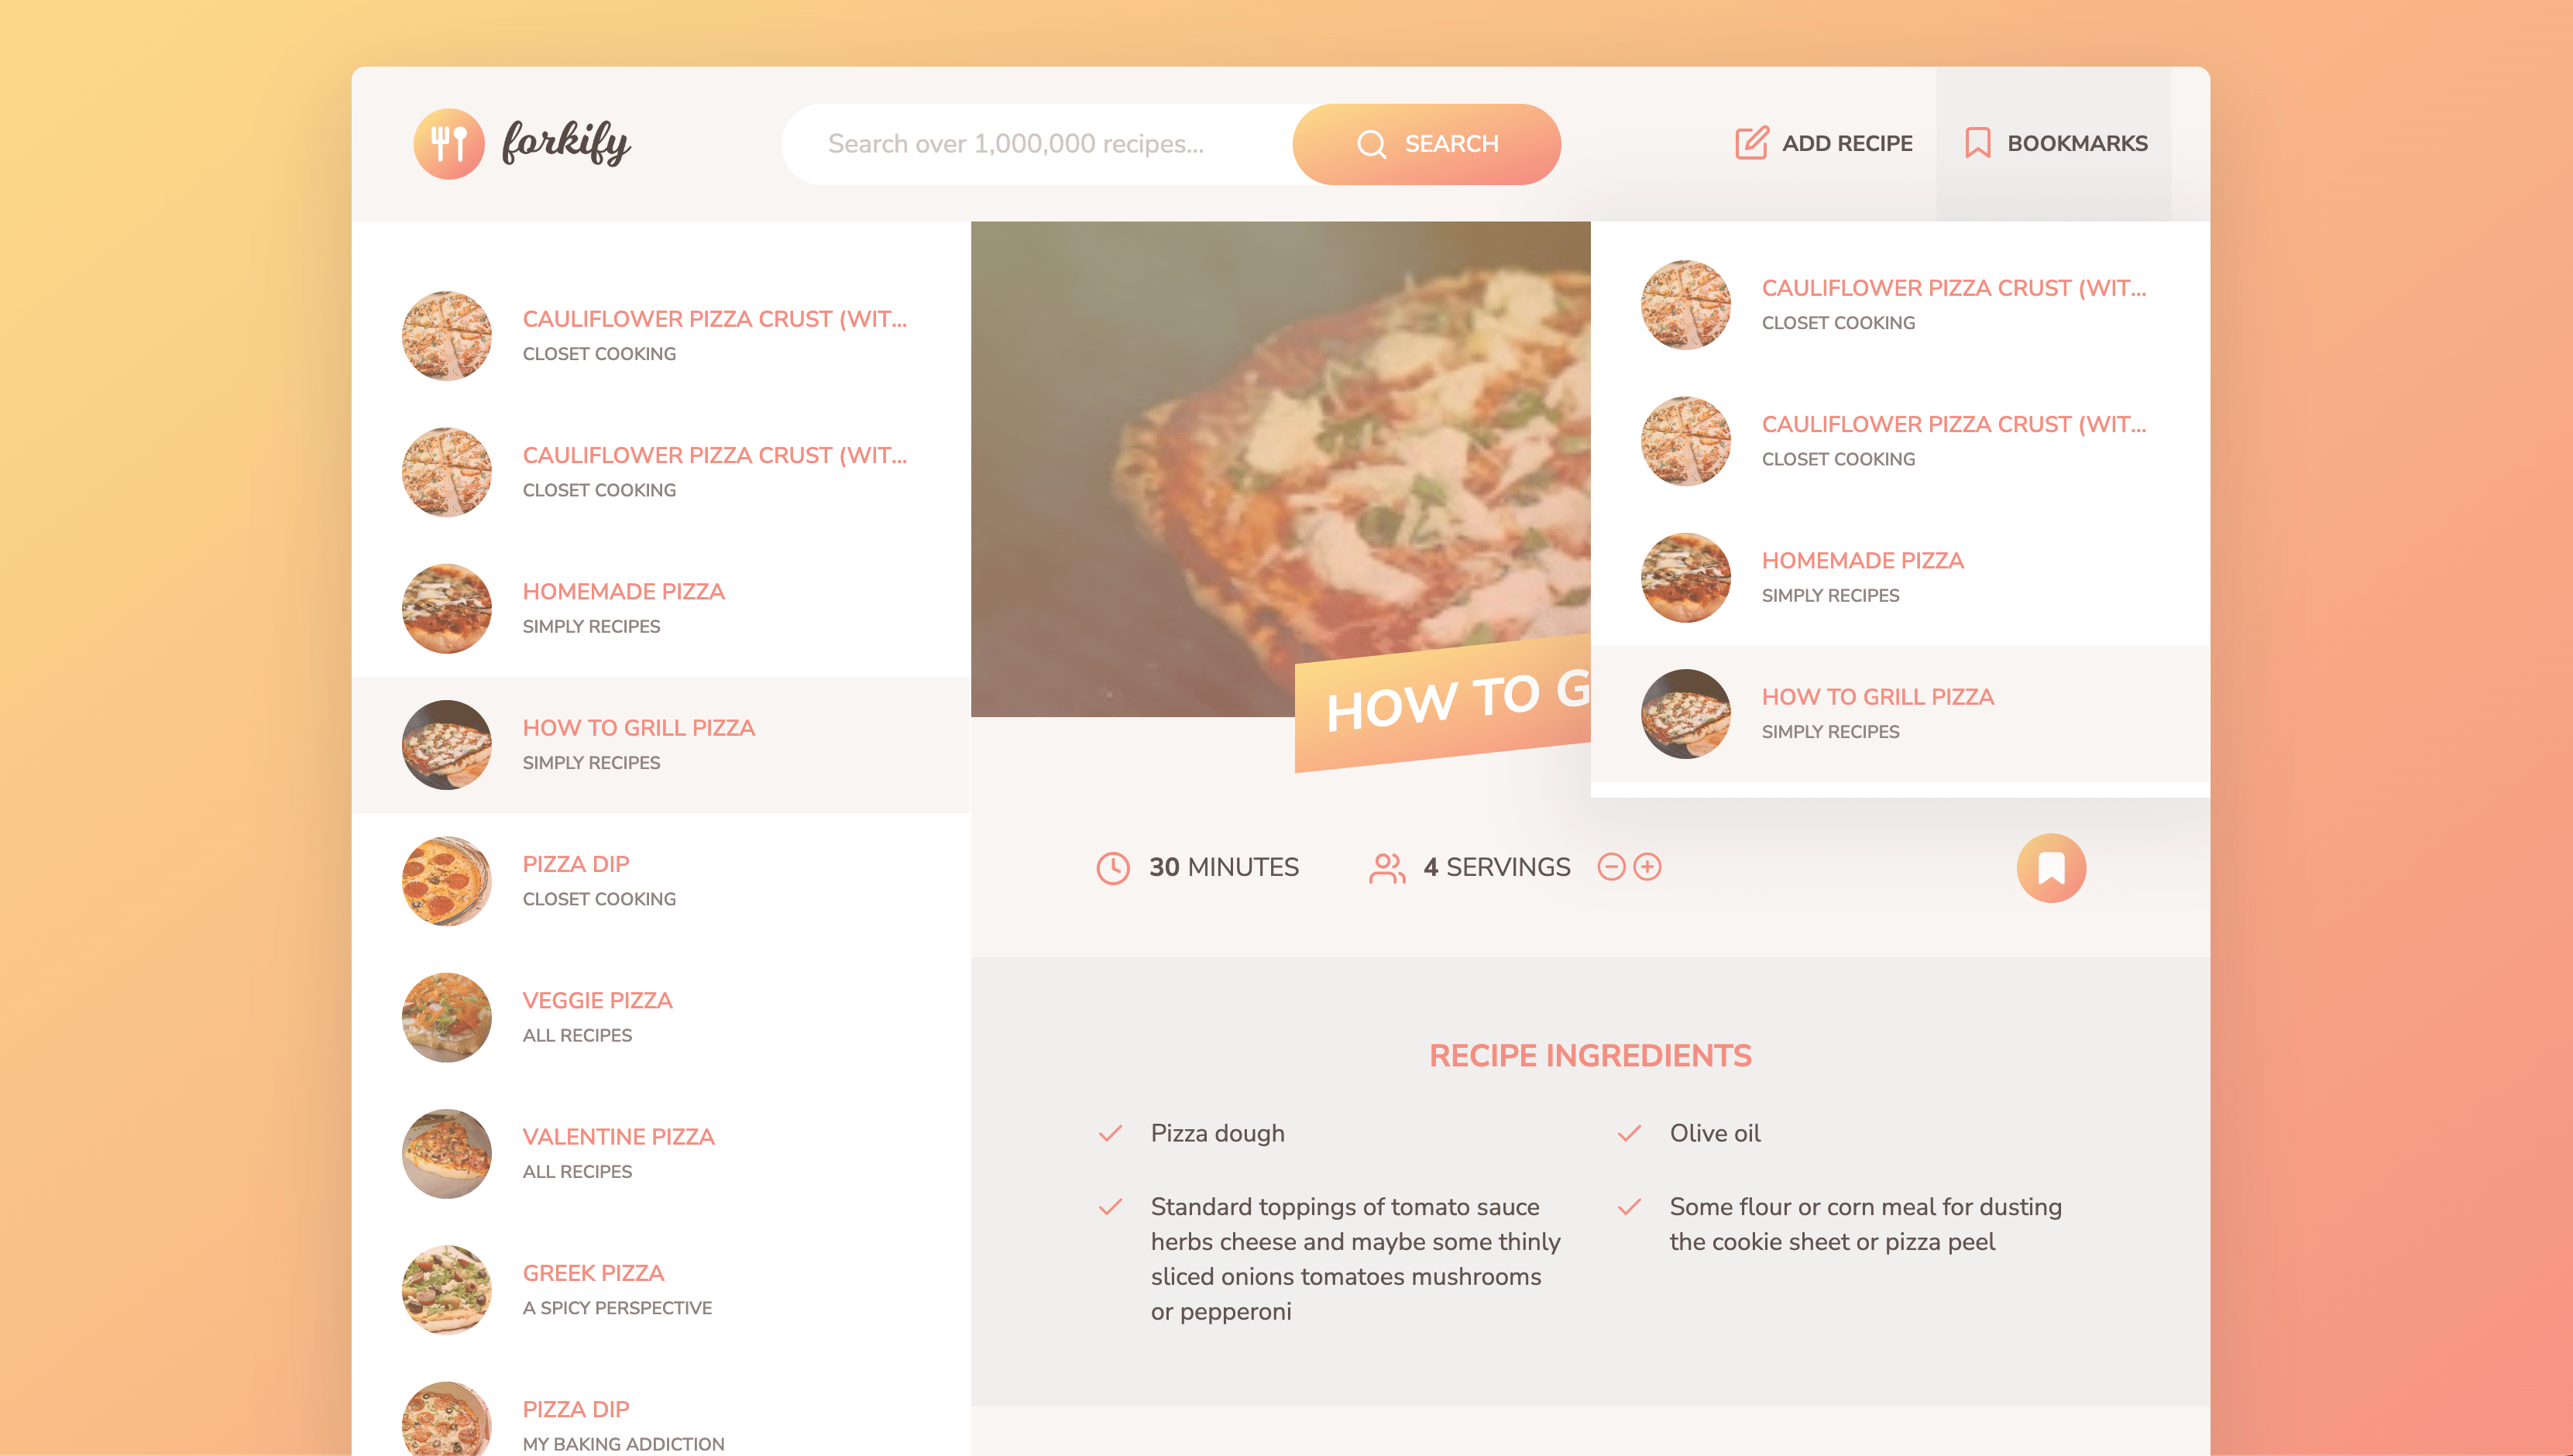 forkify
Search over 1,000,000 recipes...
SEARCH
ADD RECIPE
BOOKMARKS
CAULIFLOWER PIZZA CRUST (WIT...
CLOSET COOKING
CAULIFLOWER PIZZA CRUST (WIT...
CLOSET COOKING
HOMEMADE PIZZA
SIMPLY RECIPES
HOW TO GRILL PIZZA
SIMPLY RECIPES
PIZZA DIP
CLOSET COOKING
VEGGIE PIZZA
ALL RECIPES
VALENTINE PIZZA
ALL RECIPES
GREEK PIZZA
A SPICY PERSPECTIVE
PIZZA DIP
MY BAKING ADDICTION
HOW TO G
CAULIFLOWER PIZZA CRUST (WIT...
CLOSET COOKING
CAULIFLOWER PIZZA CRUST (WIT...
CLOSET COOKING
HOMEMADE PIZZA
SIMPLY RECIPES
HOW TO GRILL PIZZA
SIMPLY RECIPES
30 MINUTES
4 SERVINGS
RECIPE INGREDIENTS
Pizza dough
Olive oil
Standard toppings of tomato sauce
herbs cheese and maybe some thinly
sliced onions tomatoes mushrooms
or pepperoni
Some flour or corn meal for dusting
the cookie sheet or pizza peel